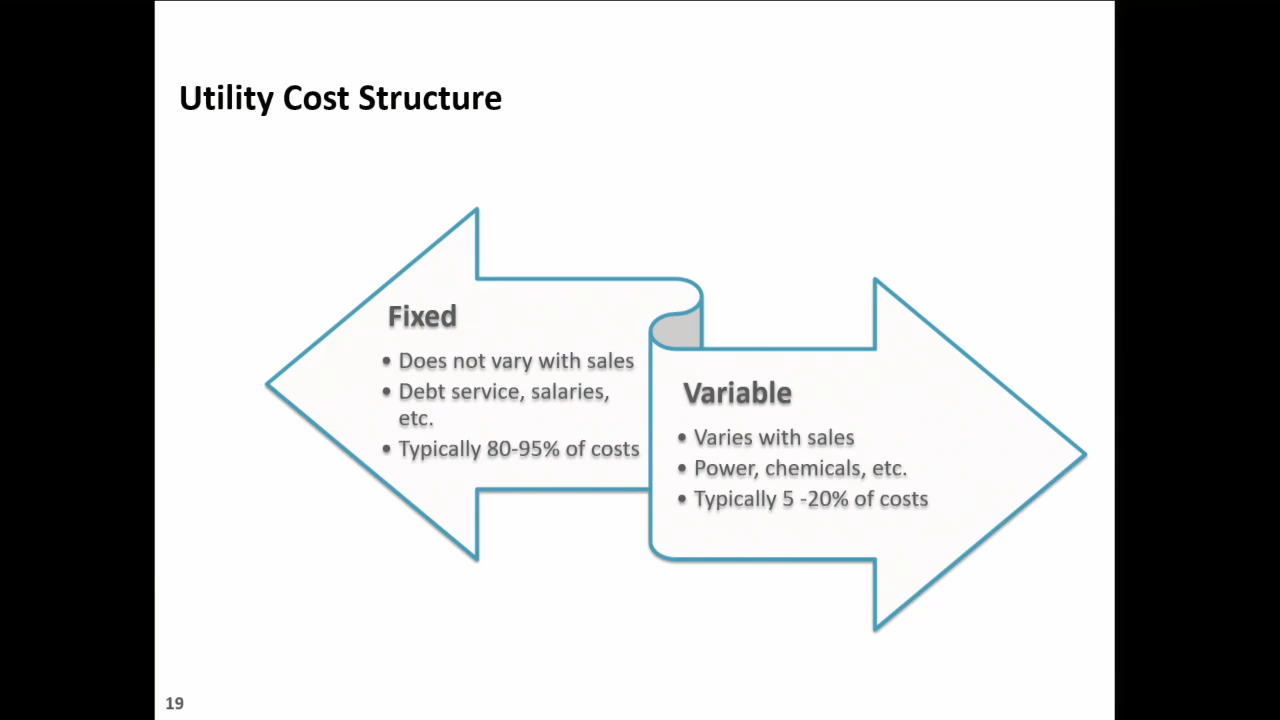 Utility Cost Structure
Fixed
• Does not vary with sales
• Debt service, salaries,
etc.
• Typically 80-95% of costs
Variable
• Varies with sales
• Power, chemicals, etc.
• Typically 5 -20% of costs
19